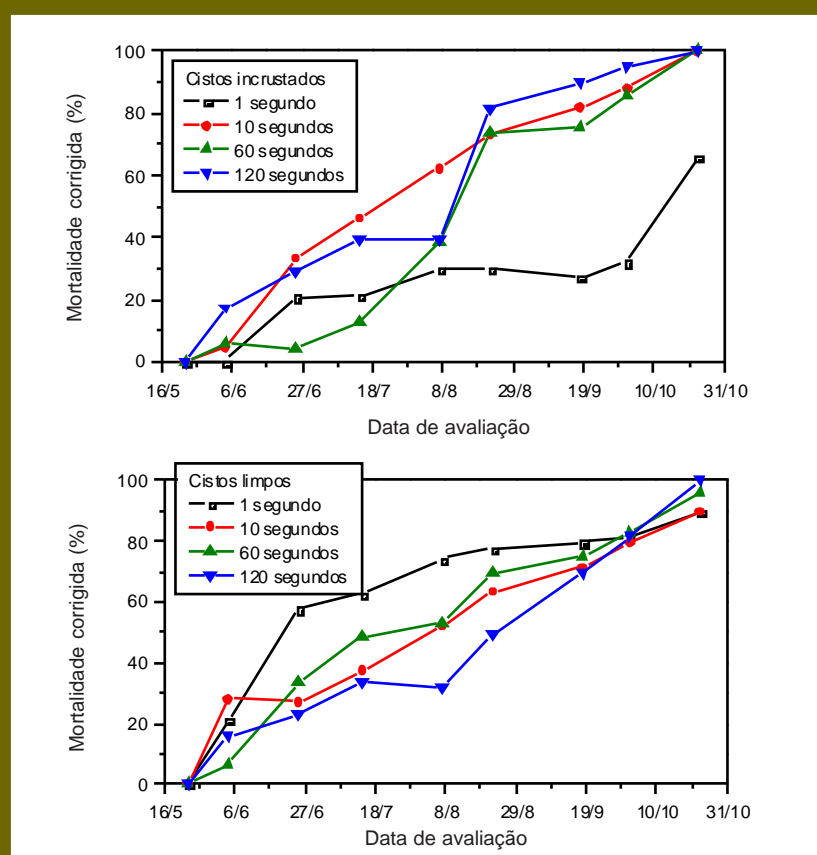 100
80
60
40
20
0
Mortalidade corrigida (%)
Cistos incrustados
1 segundo
10 segundos
60 segundos
120 segundos
16/5 6/6 27/6 18/7 8/8 29/8 19/9 10/10 31/10
Data de avaliação
100
80
60
40
20
0
Mortalidade corrigida (%)
Cistos limpos
1 segundo
10 segundos
60 segundos
120 segundos
16/5 6/6 27/6 18/7 8/8 29/8 19/9 10/10 31/10
Data de avaliação